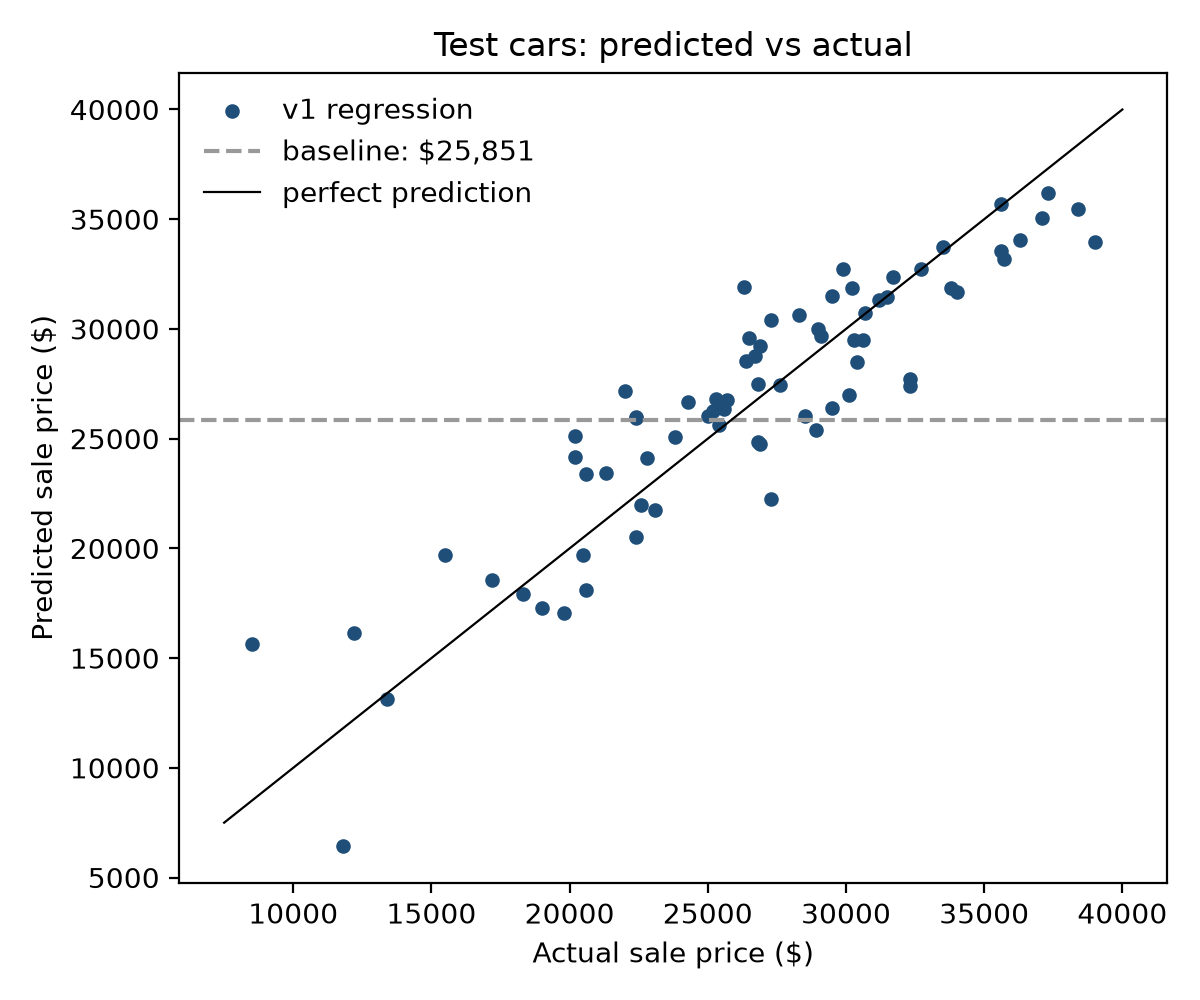 Test cars: predicted vs actual
v1 regression
baseline: $25,851
perfect prediction
Predicted sale price ($)
40000
35000
30000
25000
20000
15000
10000
5000
10000 15000 20000 25000 30000 35000 40000
Actual sale price ($)